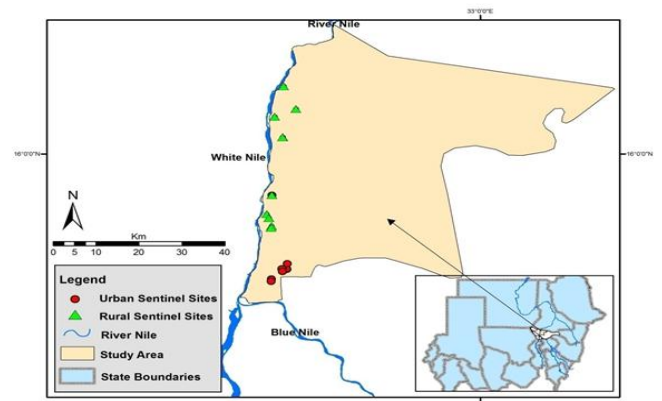 33°0'0"E
River Nile
16°0'0"N
16°0'0"N
White Nile
N
Km
0 5 10 20 30 40
Legend
Urban Sentinel Sites
Rural Sentinel Sites
River Nile
Study Area
State Boundaries
Blue Nile